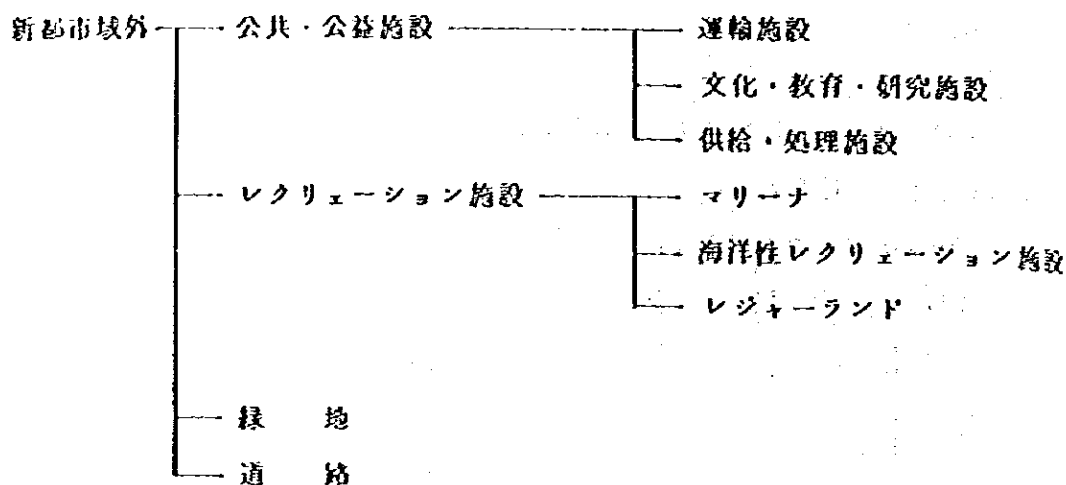 新都市域外 公共・公益施設 運輸施設
文化・教育・研究施設
供給・処理施設
レクリェーション施設 マリーナ
海洋性レクリェーション施設
レジャーランド
緑 地
道 路